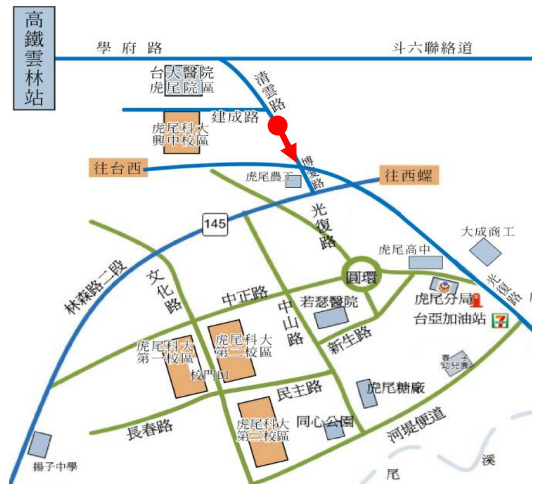 高鐵雲林站
學府路
斗六聯絡道
台大醫院
虎尾院區
清雲路
建成路
虎尾科大
興中校區
往台西
虎尾農工
博愛路
往西螺
145
光復路
大成商工
虎尾高中
圓環
林森路二段
文化路
中正路
中山路
若瑟醫院
光復路
虎尾分局
台亞加油站
7
新生路
虎尾科大
第三校區
虎尾科大
第二校區
校門口
幼兒園
民主路
虎尾糖廠
長春路
虎尾科大
第一校區
同心公園
河堤便道
揚子中學
尾
溪